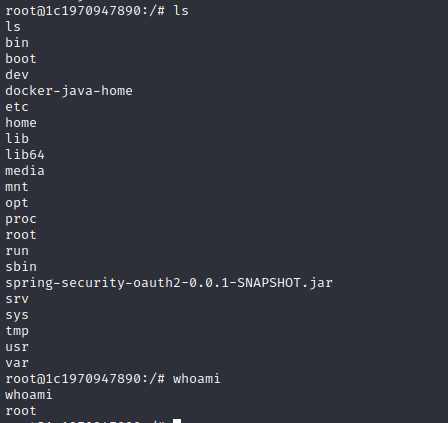 root@1c1970947890:/# ls
ls
bin
boot
dev
docker-java-home
etc
home
lib
lib64
media
mnt
opt
proc
root
run
sbin
spring-security-oauth2-0.0.1-SNAPSHOT.jar
srv
sys
tmp
usr
var
root@1c1970947890:/# whoami
whoami
root
root@1c1970947890:/#